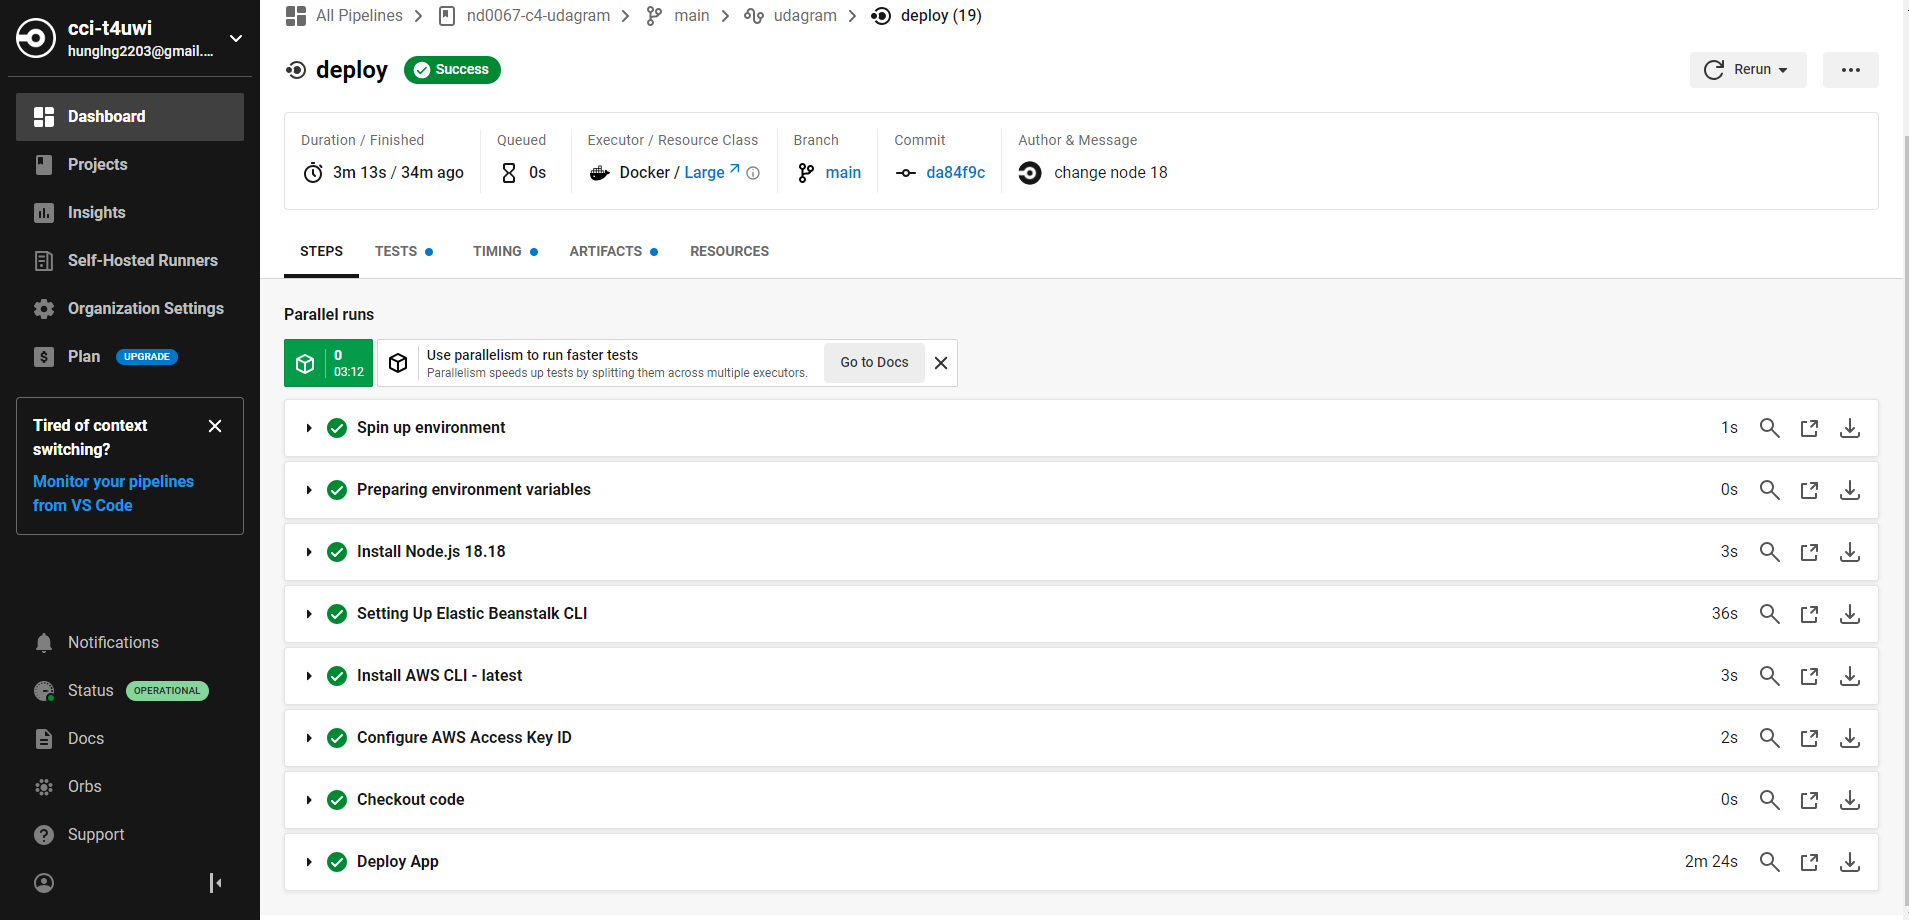 cci-t4uwi
hunglng2203@gmail....
Dashboard
Projects
Insights
Self-Hosted Runners
Organization Settings
Plan UPGRADE
Tired of context
switching?
Monitor your pipelines
from VS Code
Notifications
Status OPERATIONAL
Docs
Orbs
Support
All Pipelines nd0067-c4-udagram main udagram deploy (19)
deploy Success
Rerun
Duration / Finished Queued Executor / Resource Class Branch Commit Author & Message
3m 13s / 34m ago 0s Docker / Large main da84f9c change node 18
STEPS TESTS TIMING ARTIFACTS RESOURCES
Parallel runs
0
03:12
Use parallelism to run faster tests
Parallelism speeds up tests by splitting them across multiple executors.
Go to Docs
Spin up environment 1s
Preparing environment variables 0s
Install Node.js 18.18 3s
Setting Up Elastic Beanstalk CLI 36s
Install AWS CLI - latest 3s
Configure AWS Access Key ID 2s
Checkout code 0s
Deploy App 2m 24s